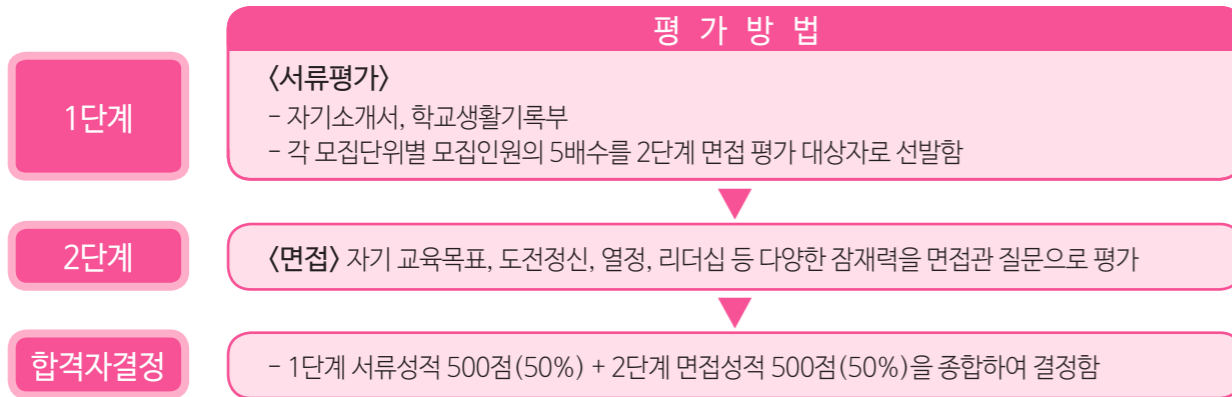 평 가 방 법
1단계
〈서류평가〉
- 자기소개서, 학교생활기록부
- 각 모집단위별 모집인원의 5배수를 2단계 면접 평가 대상자로 선발함
2단계
〈면접〉 자기 교육목표, 도전정신, 열정, 리더십 등 다양한 잠재력을 면접관 질문으로 평가
합격자결정
- 1단계 서류성적 500점(50%) + 2단계 면접성적 500점(50%)을 종합하여 결정함